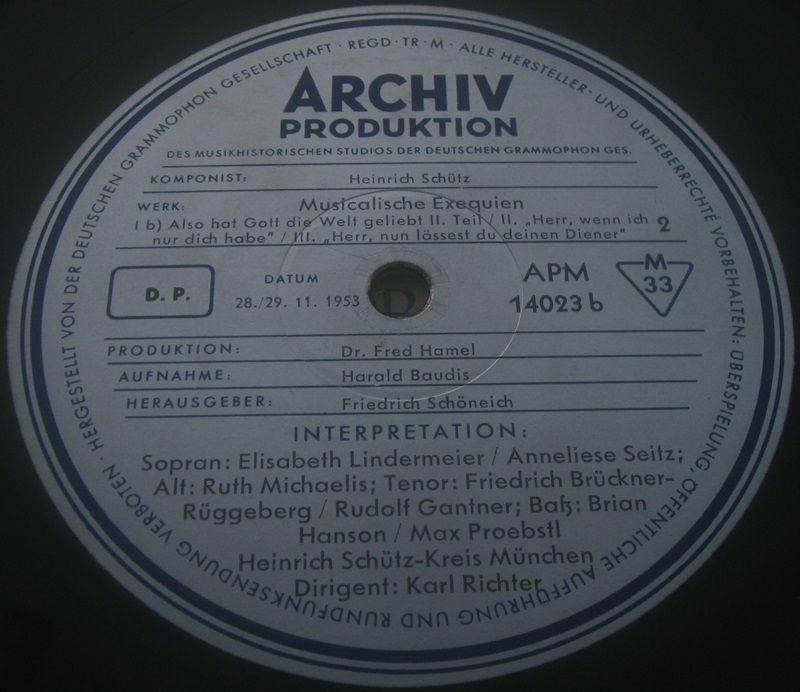 HERGESTELLT VON DER DEUTSCHEN GRAMMOPHON GESELLSCHAFT · REGD · TR · M · ALLE HERSTELLER- UND URHEBERRECHTE VORBEHALTEN: ÜBERSPIELUNG, ÖFFENTLICHE AUFFÜHRUNG UND RUNDFUNKSENDUNG VERBOTEN ·
ARCHIV
PRODUKTION
DES MUSIKHISTORISCHEN STUDIOS DER DEUTSCHEN GRAMMOPHON GES.
KOMPONIST: Heinrich Schütz
WERK: Musicalische Exequien
I b) Also hat Gott die Welt geliebt II. Teil / II. „Herr, wenn ich
nur dich habe" / III. „Herr, nun lässest du deinen Diener"
2
D. P.
DATUM
28./29. 11. 1953
D
APM
14023 b
M
33
PRODUKTION: Dr. Fred Hamel
AUFNAHME: Harald Baudis
HERAUSGEBER: Friedrich Schöneich
INTERPRETATION:
Sopran: Elisabeth Lindermeier / Anneliese Seitz;
Alt: Ruth Michaelis; Tenor: Friedrich Brückner-
Rüggeberg / Rudolf Gantner; Baß: Brian
Hanson / Max Proebstl
Heinrich Schütz-Kreis München
Dirigent: Karl Richter